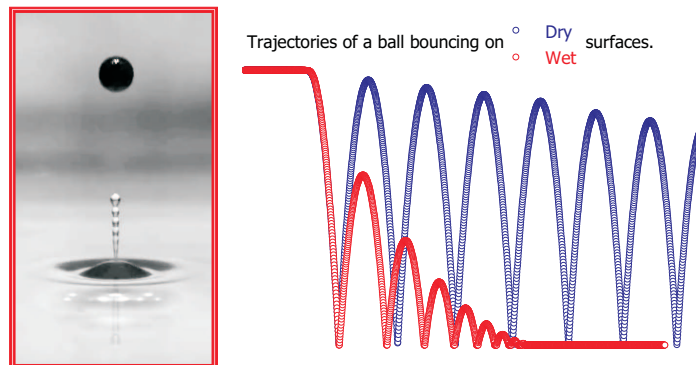 Trajectories of a ball bouncing on ○ Dry ○ Wet surfaces.